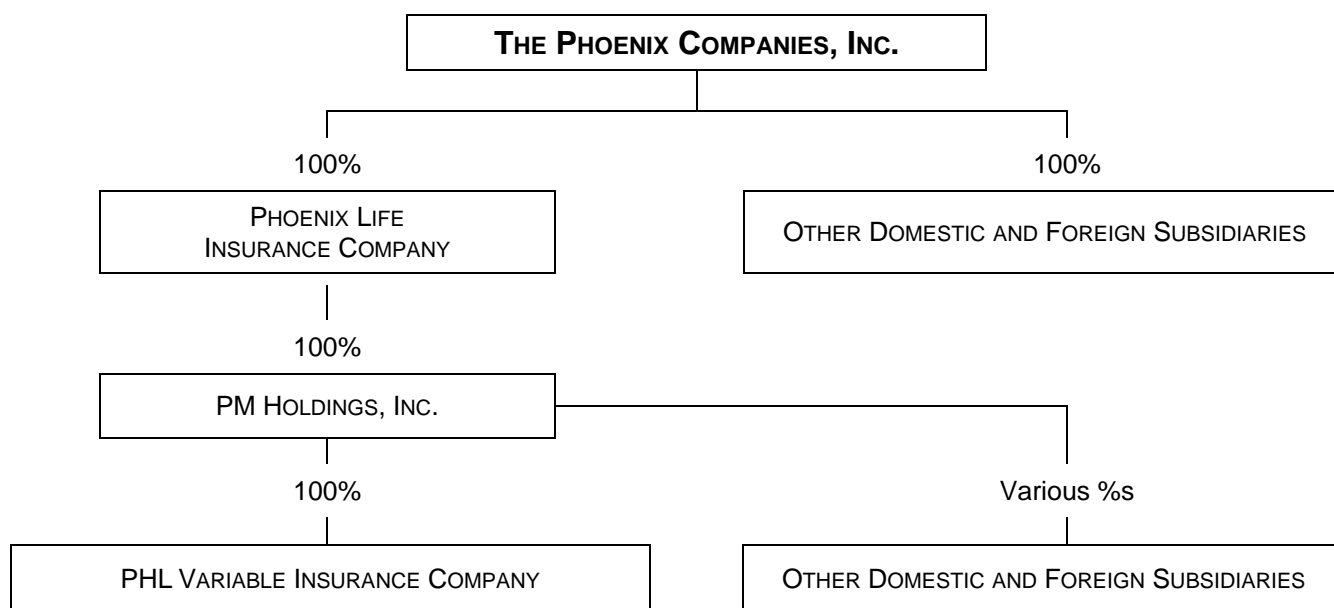 THE PHOENIX COMPANIES, INC.
100%
100%
PHOENIX LIFE
INSURANCE COMPANY
OTHER DOMESTIC AND FOREIGN SUBSIDIARIES
100%
PM HOLDINGS, INC.
100%
Various %s
PHL VARIABLE INSURANCE COMPANY
OTHER DOMESTIC AND FOREIGN SUBSIDIARIES